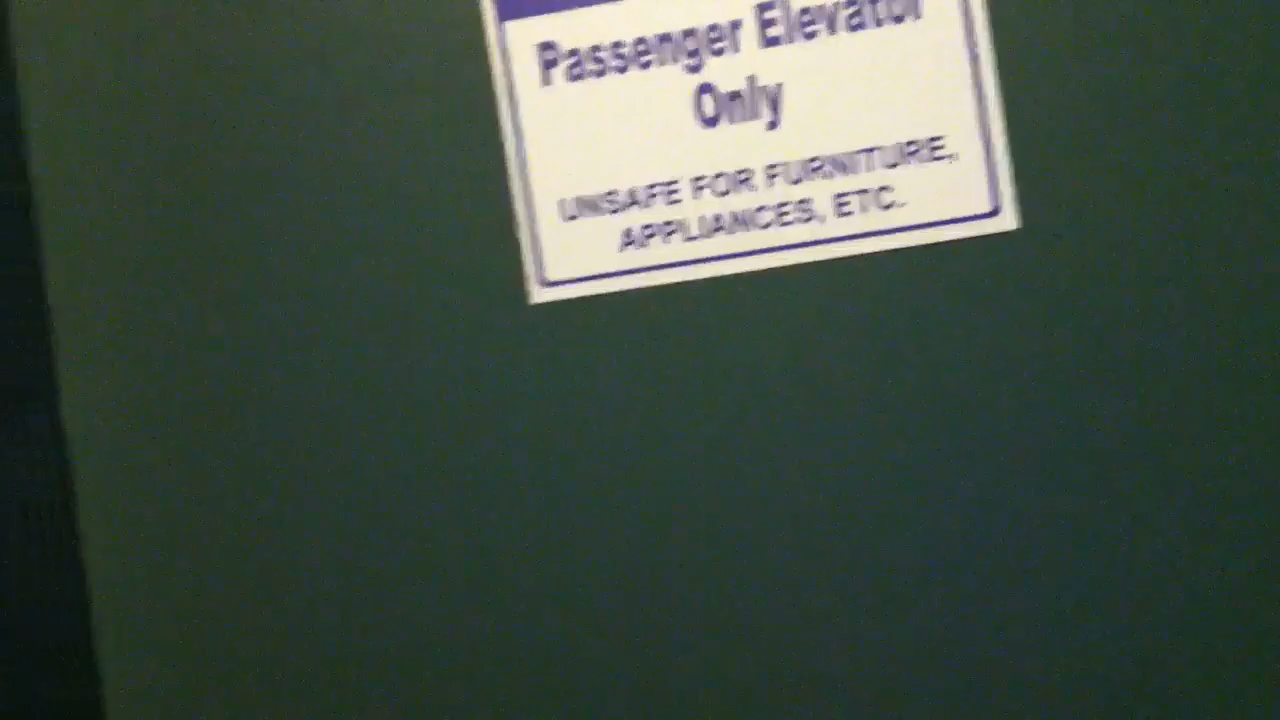 Passenger Elevator
Only
UNSAFE FOR FURNITURE,
APPLIANCES, ETC.